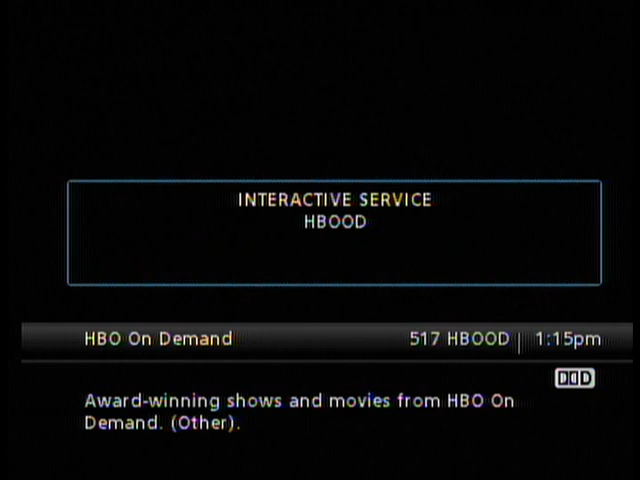 INTERACTIVE SERVICE
HBOOD
HBO On Demand 517 HBOOD 1:15pm
Award-winning shows and movies from HBO On
Demand. (Other).